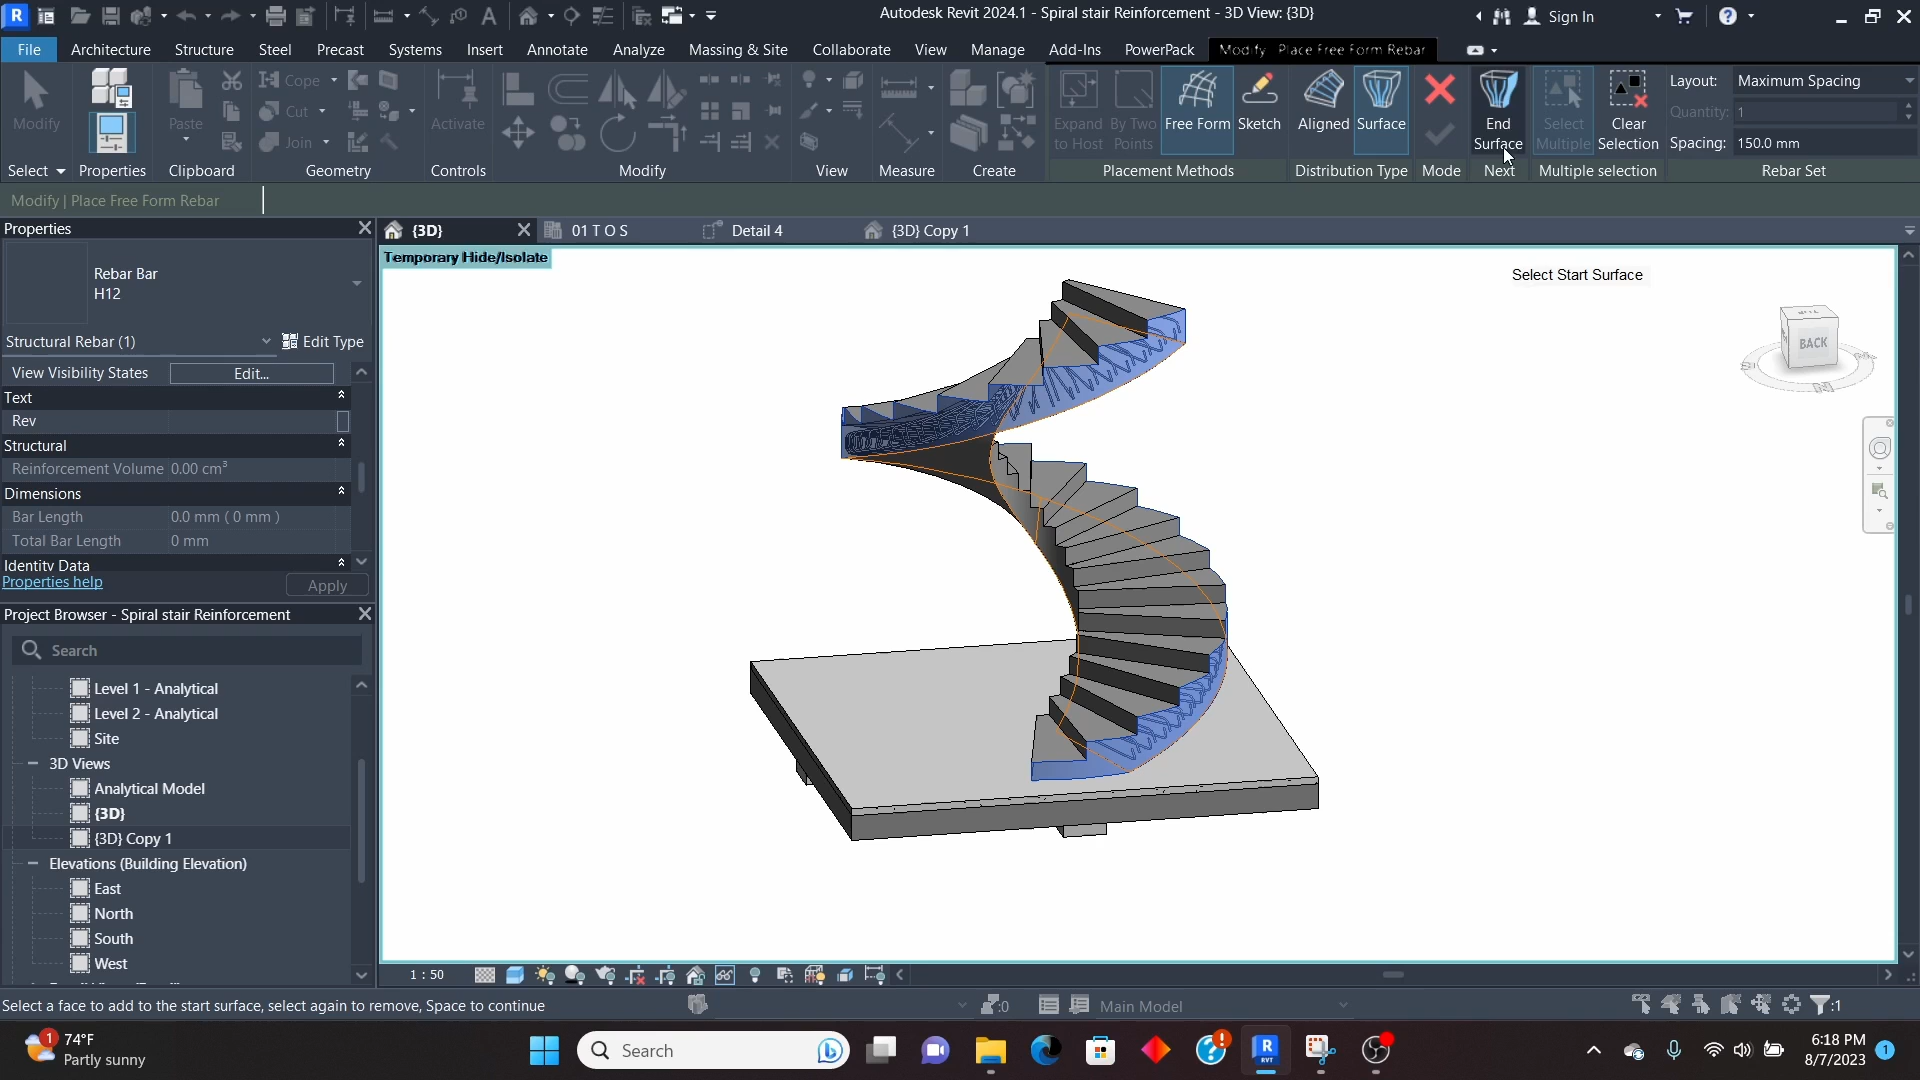 Autodesk Revit 2024.1 - Spiral stair Reinforcement - 3D View: {3D}
Sign In
File Architecture Structure Steel Precast Systems Insert Annotate Analyze Massing & Site Collaborate View Manage Add-Ins PowerPack Modify | Place Free Form Rebar
Modify
Paste
Cope
Cut
Join
Activate
Expand to Host
By Two Points
Free Form
Sketch
Aligned
Surface
End Surface
Select Multiple
Clear Selection
Layout: Maximum Spacing
Quantity: 1
Spacing: 150.0 mm
Select Properties Clipboard Geometry Controls Modify View Measure Create Placement Methods Distribution Type Mode Next Multiple selection Rebar Set
Modify | Place Free Form Rebar
Properties
{3D}
01 T O S
Detail 4
{3D} Copy 1
Temporary Hide/Isolate
Select Start Surface
BACK
Rebar Bar
H12
Structural Rebar (1)
Edit Type
View Visibility States Edit...
Text
Rev
Structural
Reinforcement Volume 0.00 cm³
Dimensions
Bar Length 0.0 mm ( 0 mm )
Total Bar Length 0 mm
Identity Data
Properties help
Apply
Project Browser - Spiral stair Reinforcement
Search
Level 1 - Analytical
Level 2 - Analytical
Site
3D Views
Analytical Model
{3D}
{3D} Copy 1
Elevations (Building Elevation)
East
North
South
West
1 : 50
Select a face to add to the start surface, select again to remove, Space to continue
:0
Main Model
:1
1
74°F
Partly sunny
Search
R
RVT
6:18 PM
8/7/2023
1